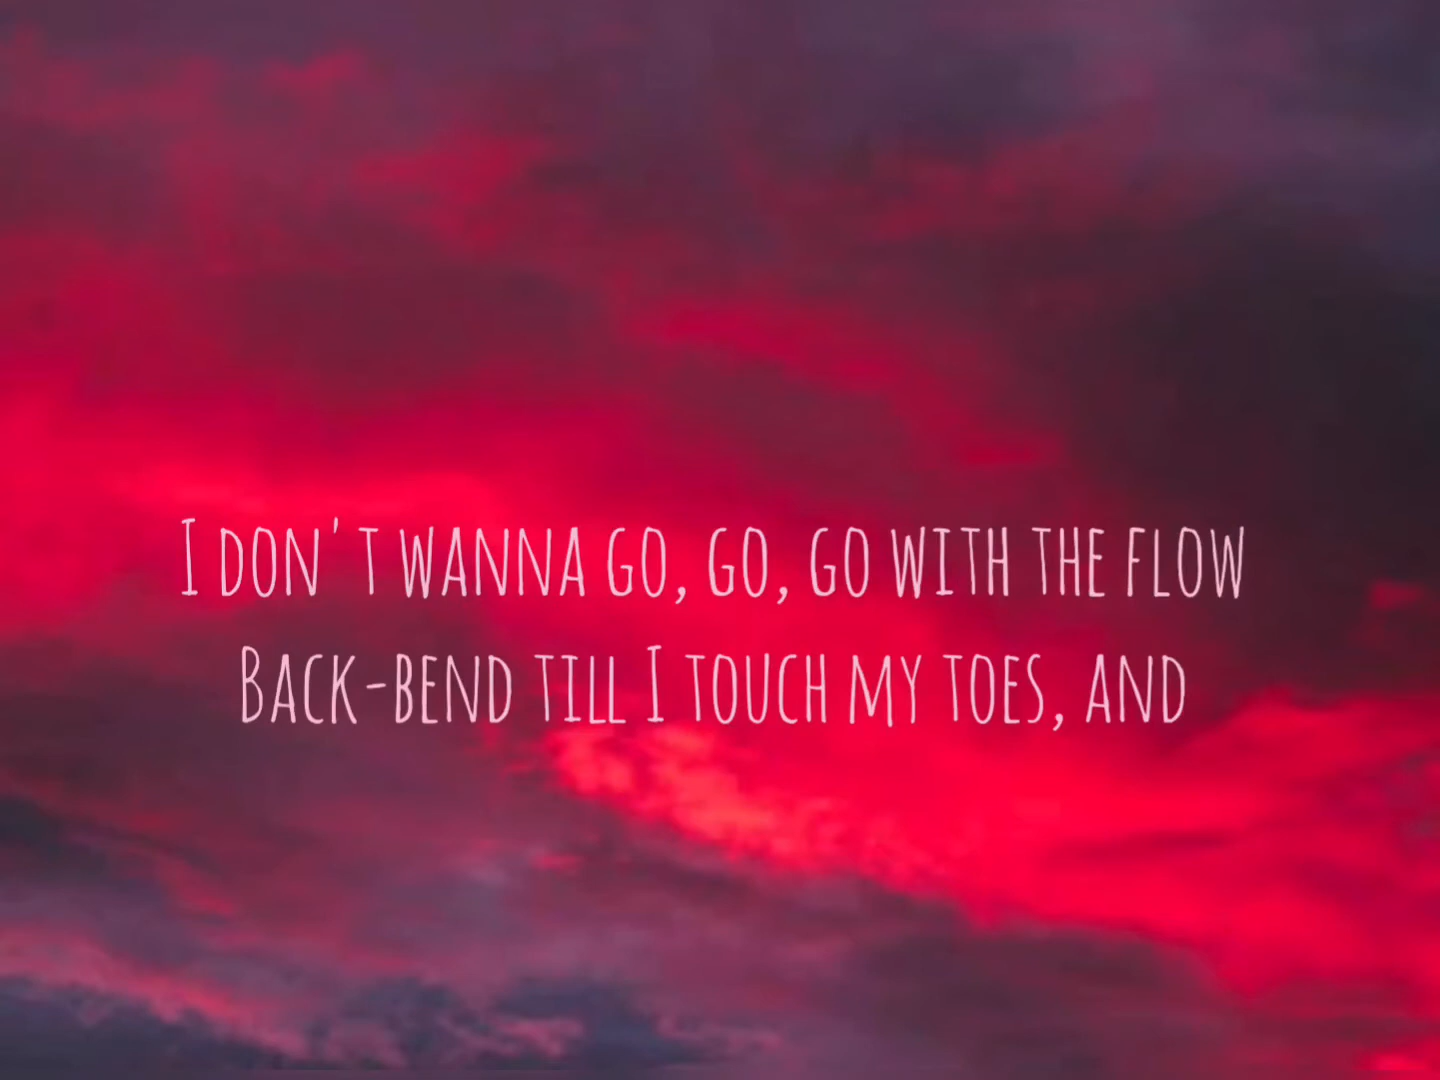 I don't wanna go, go, go with the flow
Back-bend till I touch my toes, and